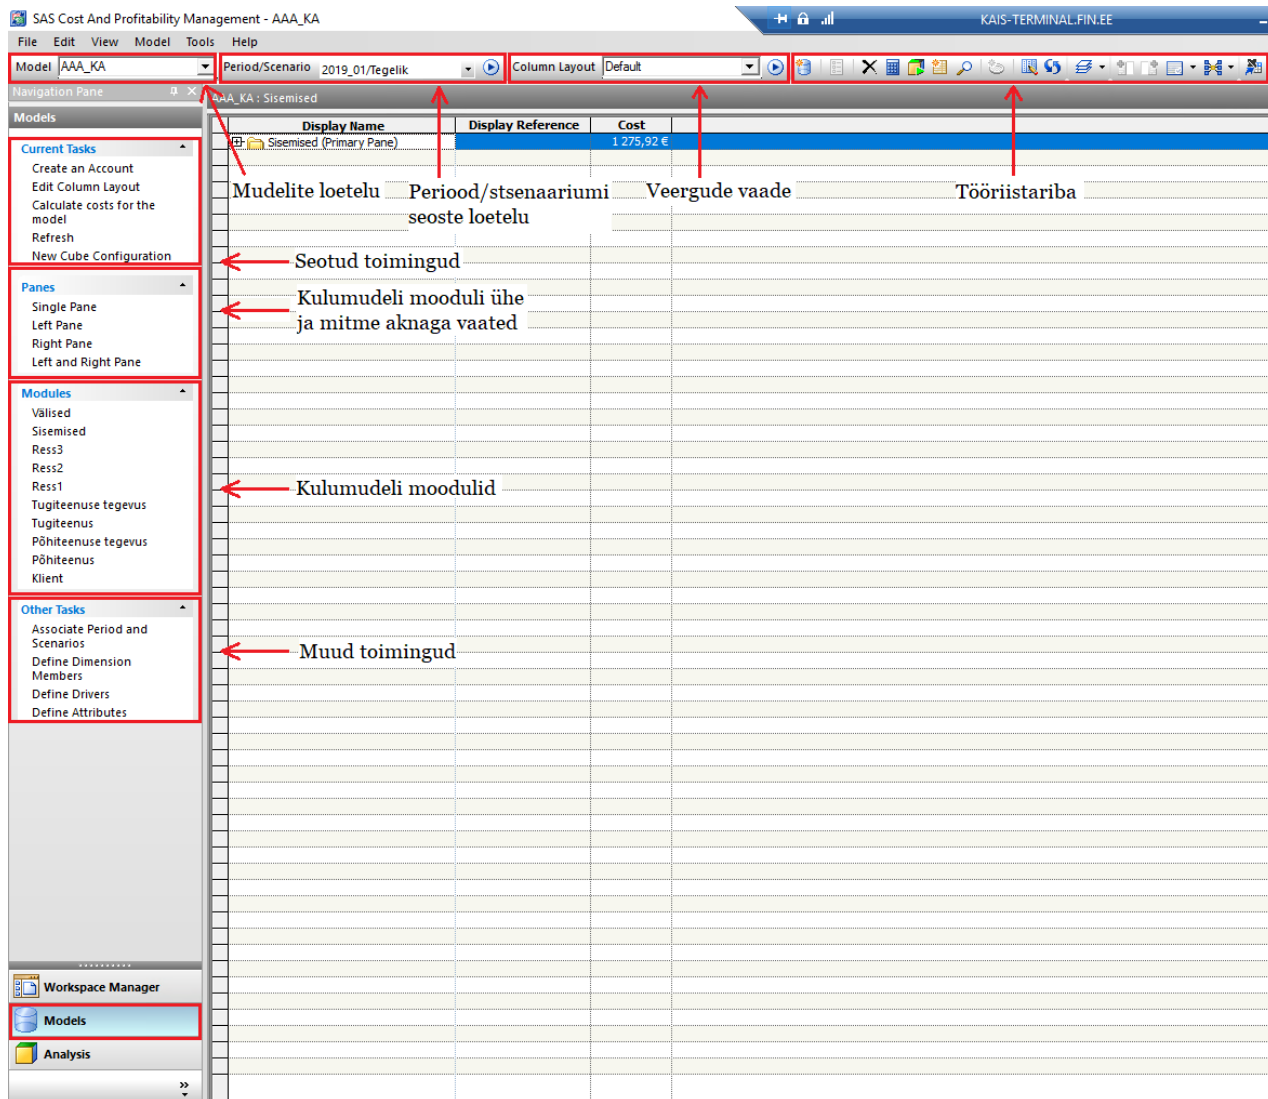 SAS Cost And Profitability Management - AAA_KA
KAIS-TERMINAL.FIN.EE
File Edit View Model Tools Help
Model AAA_KA Period/Scenario 2019_01/Tegelik Column Layout Default
Navigation Pane
AAA_KA : Sisemised
Models
Display Name Display Reference Cost
Sisemised (Primary Pane) 1 275,92 €
Current Tasks
Create an Account
Edit Column Layout
Calculate costs for the
model
Refresh
New Cube Configuration
Mudelite loetelu
Periood/stsenaariumi
seoste loetelu
Veergude vaade
Tööriistariba
Seotud toimingud
Panes
Single Pane
Left Pane
Right Pane
Left and Right Pane
Kulumudeli mooduli ühe
ja mitme aknaga vaated
Modules
Välised
Sisemised
Ress3
Ress2
Ress1
Tugiteenuse tegevus
Tugiteenus
Põhiteenuse tegevus
Põhiteenus
Klient
Kulumudeli moodulid
Other Tasks
Associate Period and
Scenarios
Define Dimension
Members
Define Drivers
Define Attributes
Muud toimingud
Workspace Manager
Models
Analysis